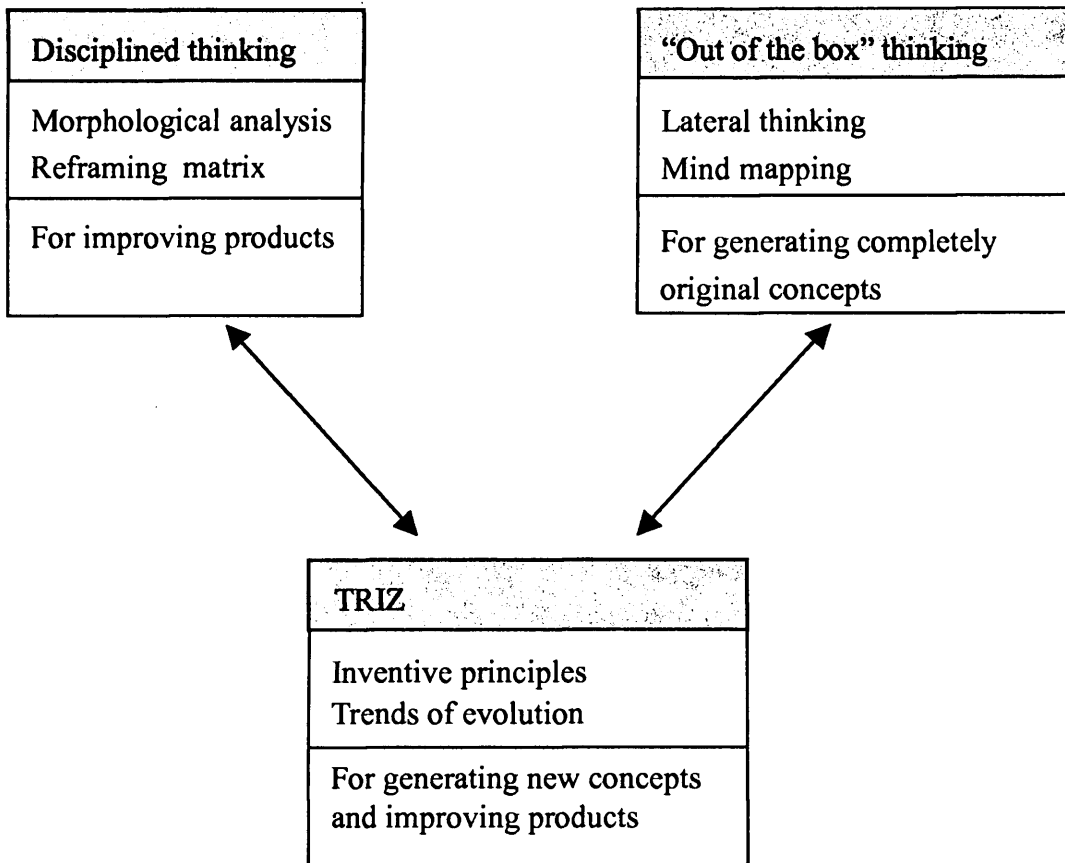 Disciplined thinking
Morphological analysis
Reframing matrix
For improving products
“Out of the box” thinking
Lateral thinking
Mind mapping
For generating completely
original concepts
TRIZ
Inventive principles
Trends of evolution
For generating new concepts
and improving products